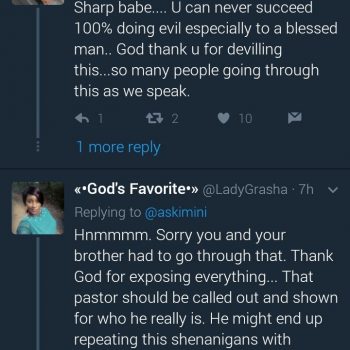 Sharp babe.... U can never succeed
100% doing evil especially to a blessed
man.. God thank u for devilling
this...so many people going through
this as we speak.
1 2 10
1 more reply
«•God's Favorite•» @LadyGrasha · 7h
Replying to @askimini
Hnmmmm. Sorry you and your
brother had to go through that. Thank
God for exposing everything... That
pastor should be called out and shown
for who he really is. He might end up
repeating this shenanigans with